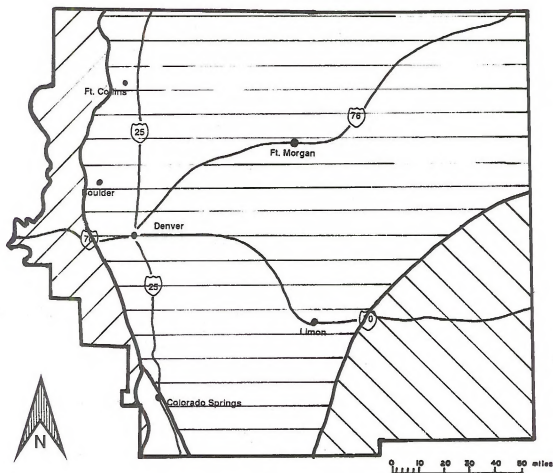 Ft. Collins
25
76
Ft. Morgan
Boulder
Denver
70
25
Limon
70
Colorado Springs
N
0 10 20 30 40 50 miles